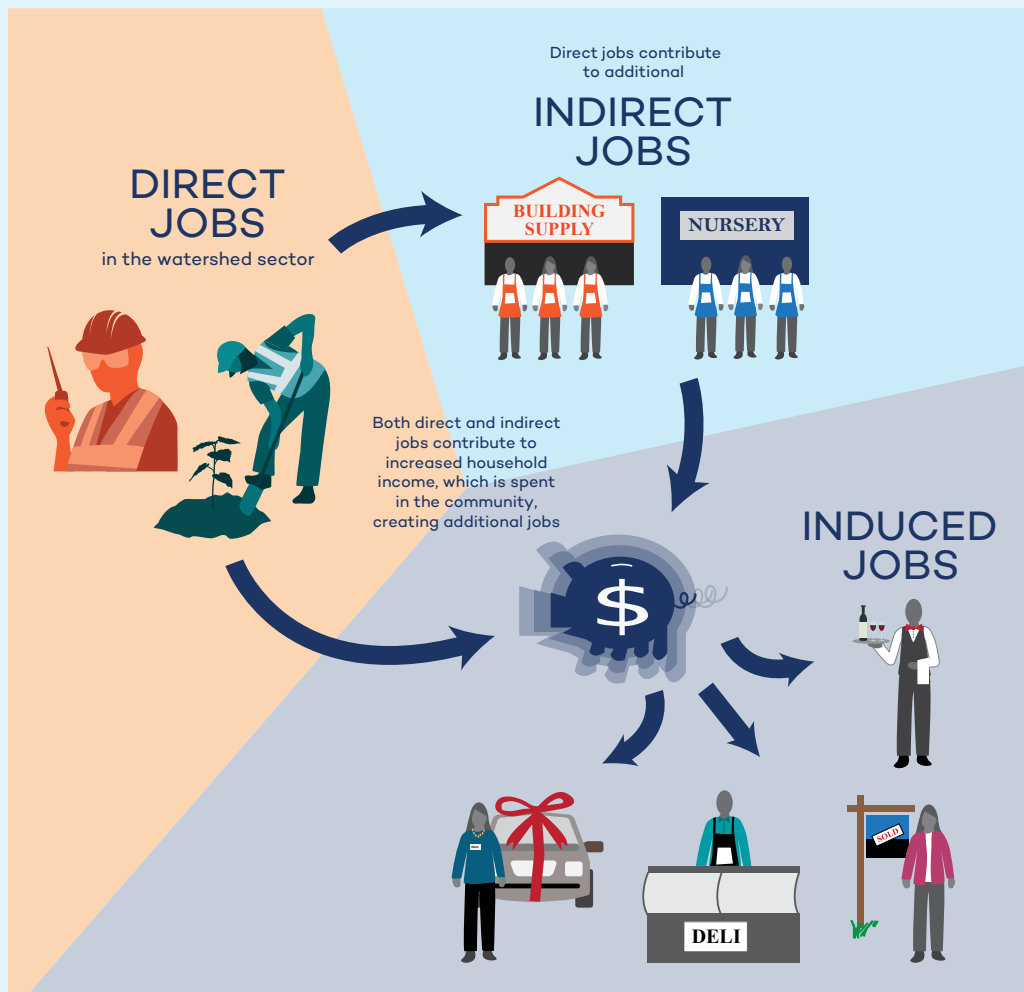 DIRECT
JOBS
in the watershed sector
Direct jobs contribute
to additional
INDIRECT
JOBS
BUILDING
SUPPLY
NURSERY
Both direct and indirect
jobs contribute to
increased household
income, which is spent
in the community,
creating additional jobs
$
INDUCED
JOBS
SOLD
DELI